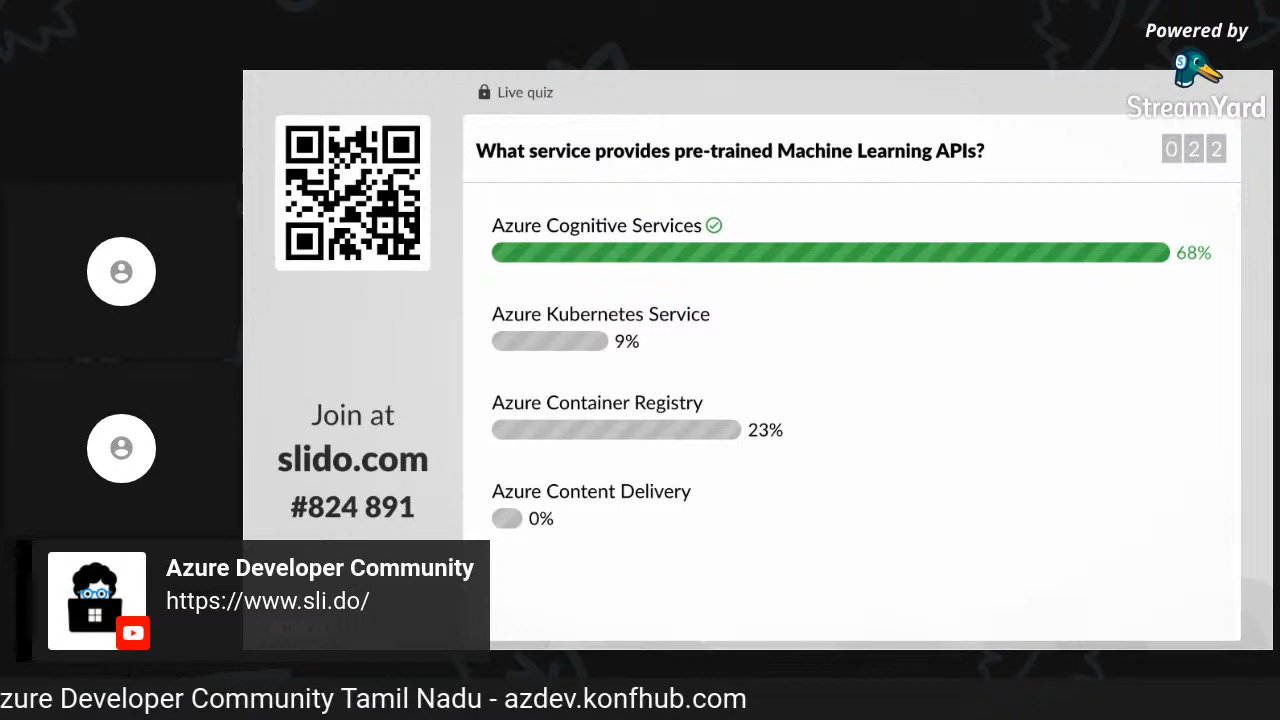 Powered by
StreamYard
Live quiz
What service provides pre-trained Machine Learning APIs?
022
Azure Cognitive Services
68%
Azure Kubernetes Service
9%
Azure Container Registry
23%
Azure Content Delivery
0%
Join at
slido.com
#824 891
Azure Developer Community
https://www.sli.do/
zure Developer Community Tamil Nadu - azdev.konfhub.com